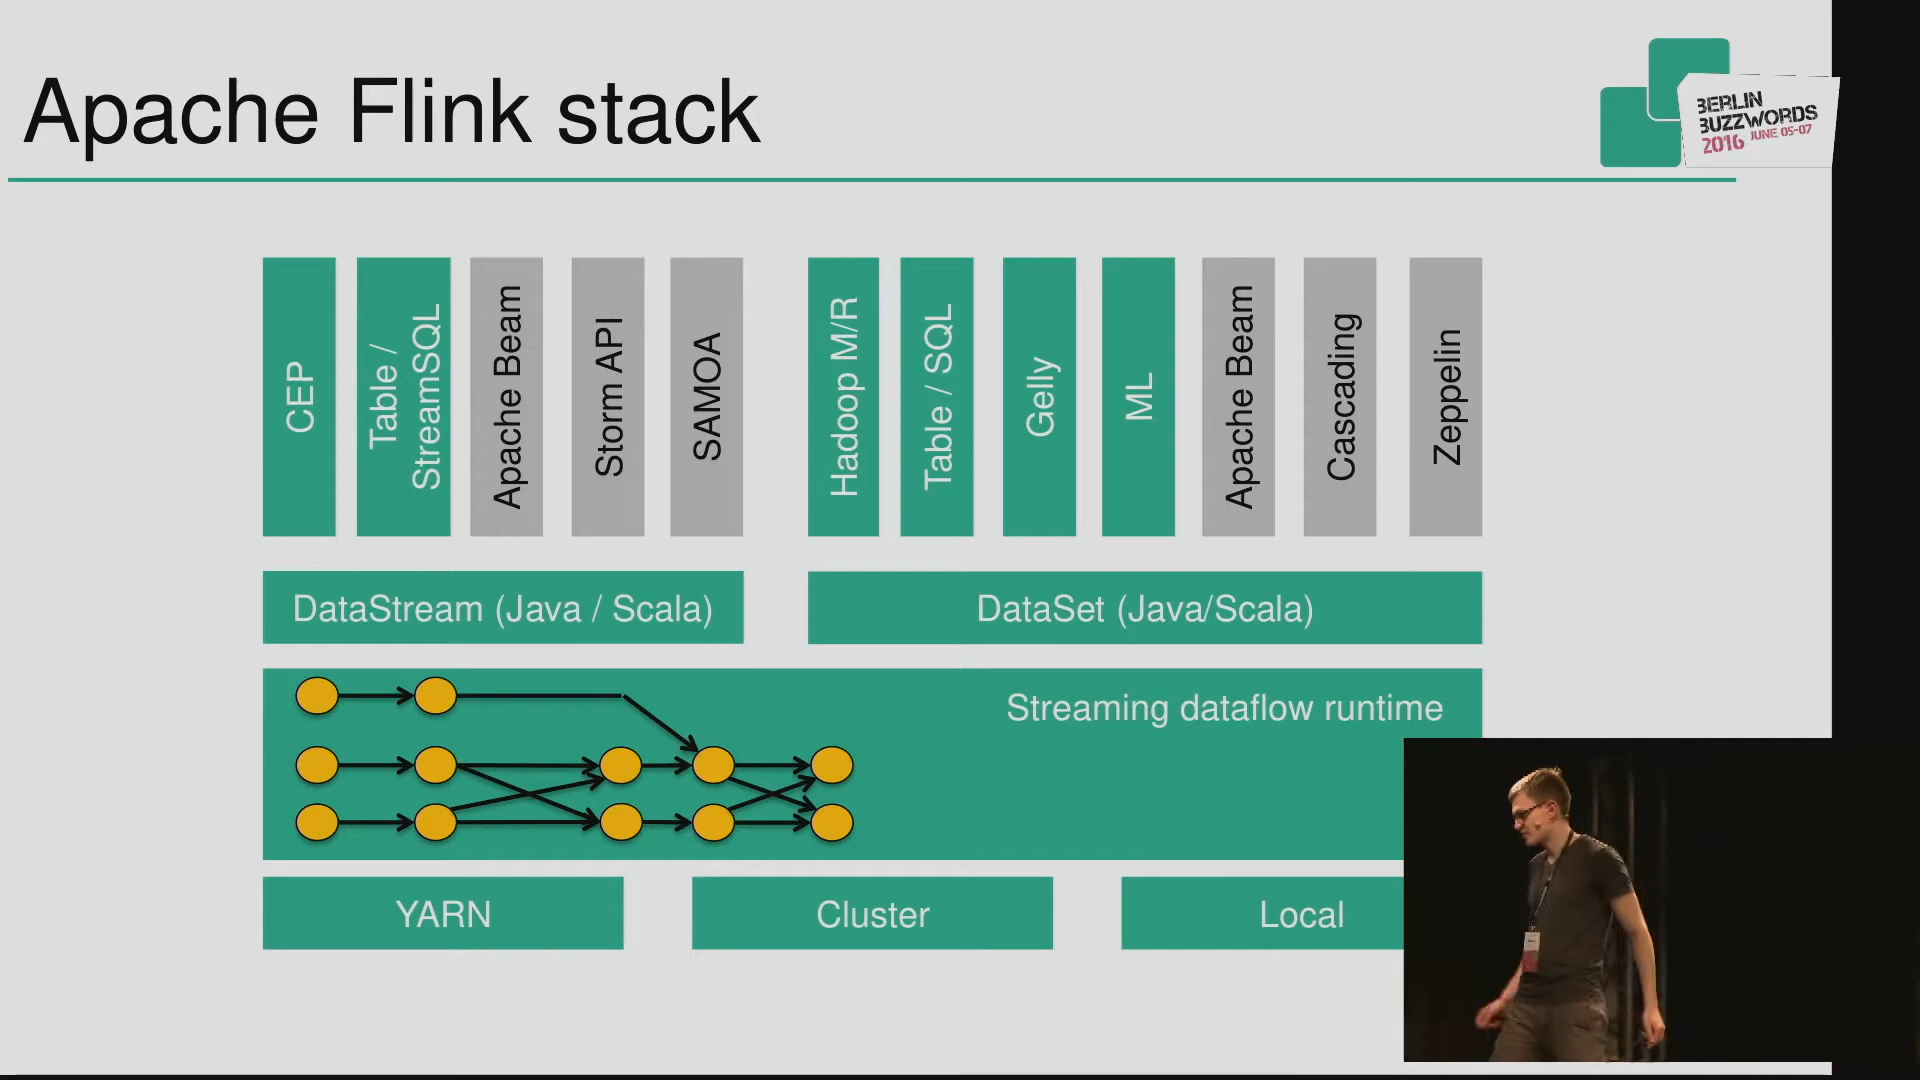 Apache Flink stack
BERLIN
BUZZWORDS
2016 JUNE 05-07
CEP
Table /
StreamSQL
Apache Beam
Storm API
SAMOA
Hadoop M/R
Table / SQL
Gelly
ML
Apache Beam
Cascading
Zeppelin
DataStream (Java / Scala)
DataSet (Java/Scala)
Streaming dataflow runtime
YARN
Cluster
Local